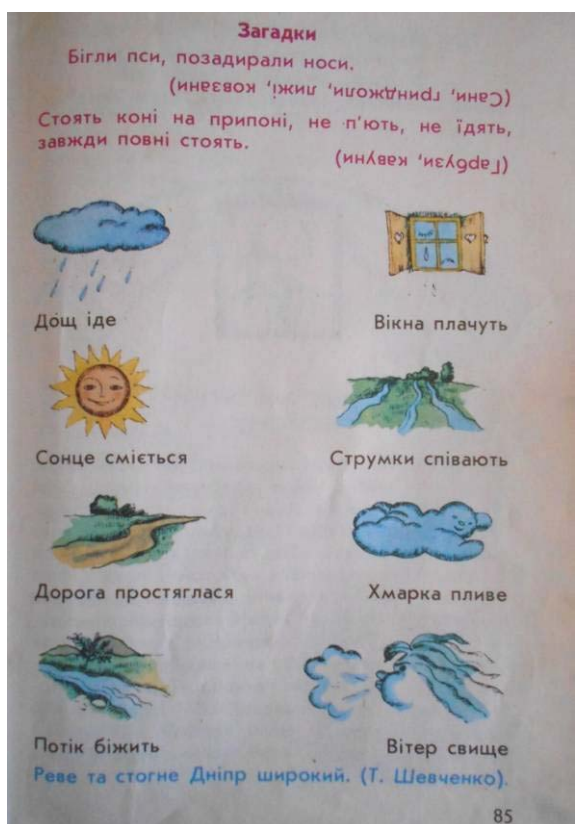 Загадки
Бігли пси, позадирали носи.
(Сани, гринджоли, лижі, ковзани)
Стоять коні на припоні, не п'ють, не їдять,
завжди повні стоять.
(Гарбузи, кавуни)
Дощ іде
Вікна плачуть
Сонце сміється
Струмки співають
Дорога простяглася
Хмарка пливе
Потік біжить
Вітер свище
Реве та стогне Дніпр широкий. (Т. Шевченко).
85